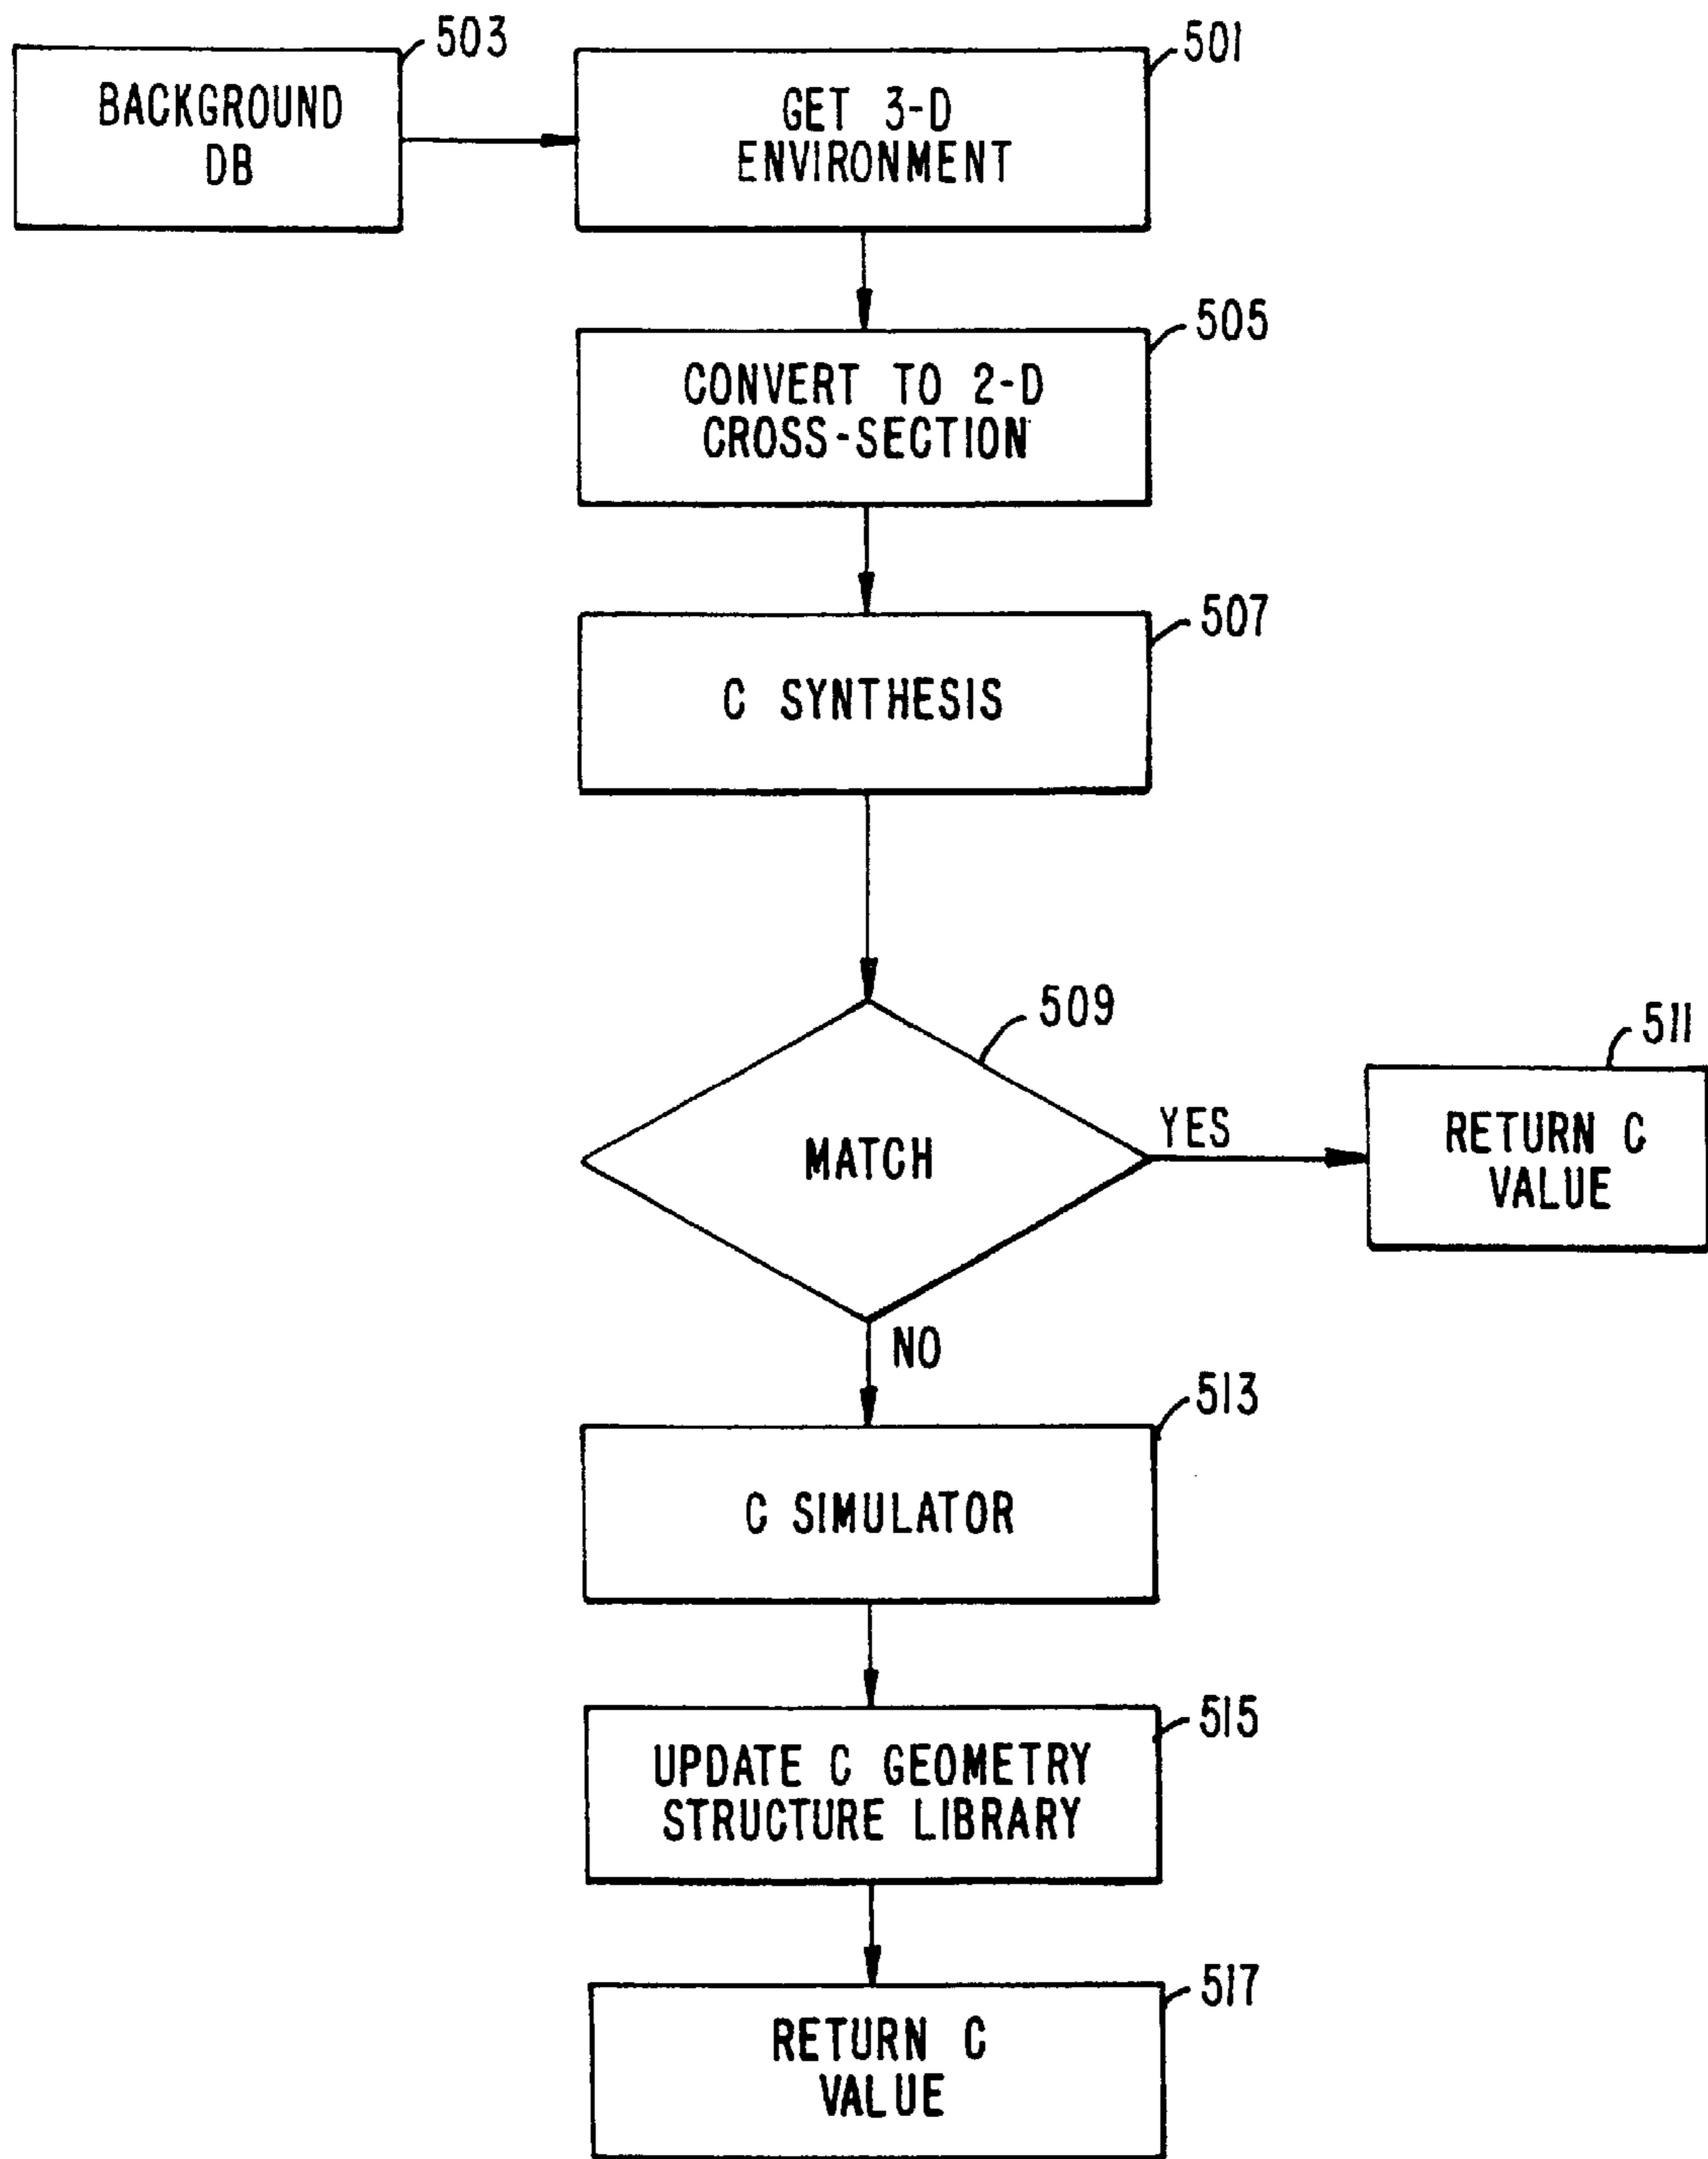 503
BACKGROUND
DB
501
GET 3-D
ENVIRONMENT
505
CONVERT TO 2-D
CROSS-SECTION
507
C SYNTHESIS
509
MATCH
YES
511
RETURN C
VALUE
NO
513
C SIMULATOR
515
UPDATE C GEOMETRY
STRUCTURE LIBRARY
517
RETURN C
VALUE